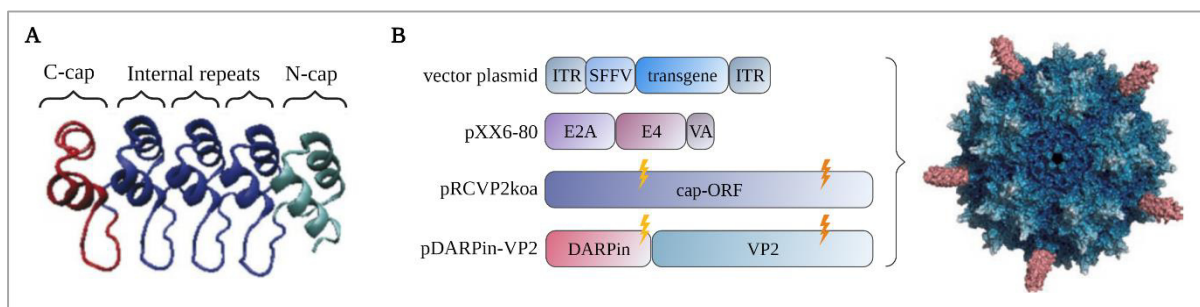 A
C-cap Internal repeats N-cap
B
vector plasmid ITR SFFV transgene ITR
pXX6-80 E2A E4 VA
pRCVP2koa cap-ORF
pDARPin-VP2 DARPin VP2